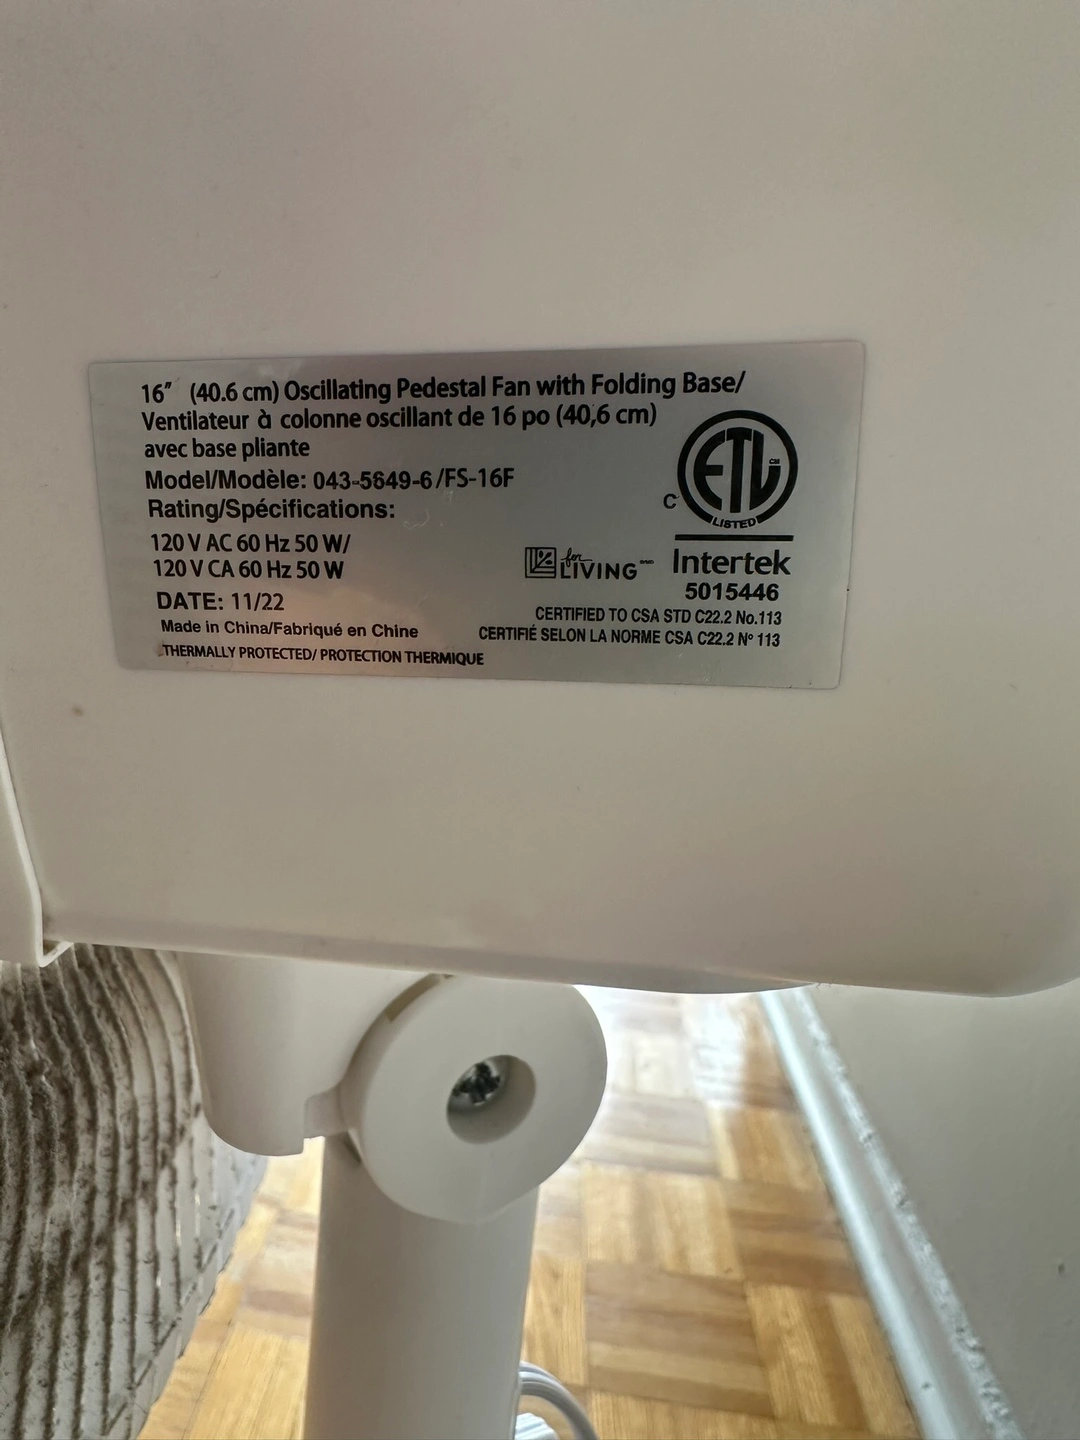 16" (40.6 cm) Oscillating Pedestal Fan with Folding Base/
Ventilateur à colonne oscillant de 16 po (40,6 cm)
avec base pliante
Model/Modèle: 043-5649-6/FS-16F
Rating/Spécifications:
120 V AC 60 Hz 50 W/
120 V CA 60 Hz 50 W
DATE: 11/22
Made in China/Fabriqué en Chine
THERMALLY PROTECTED/ PROTECTION THERMIQUE
ETL CM
C
LISTED
Intertek
5015446
for
LIVING
CERTIFIED TO CSA STD C22.2 No.113
CERTIFIÉ SELON LA NORME CSA C22.2 Nº 113